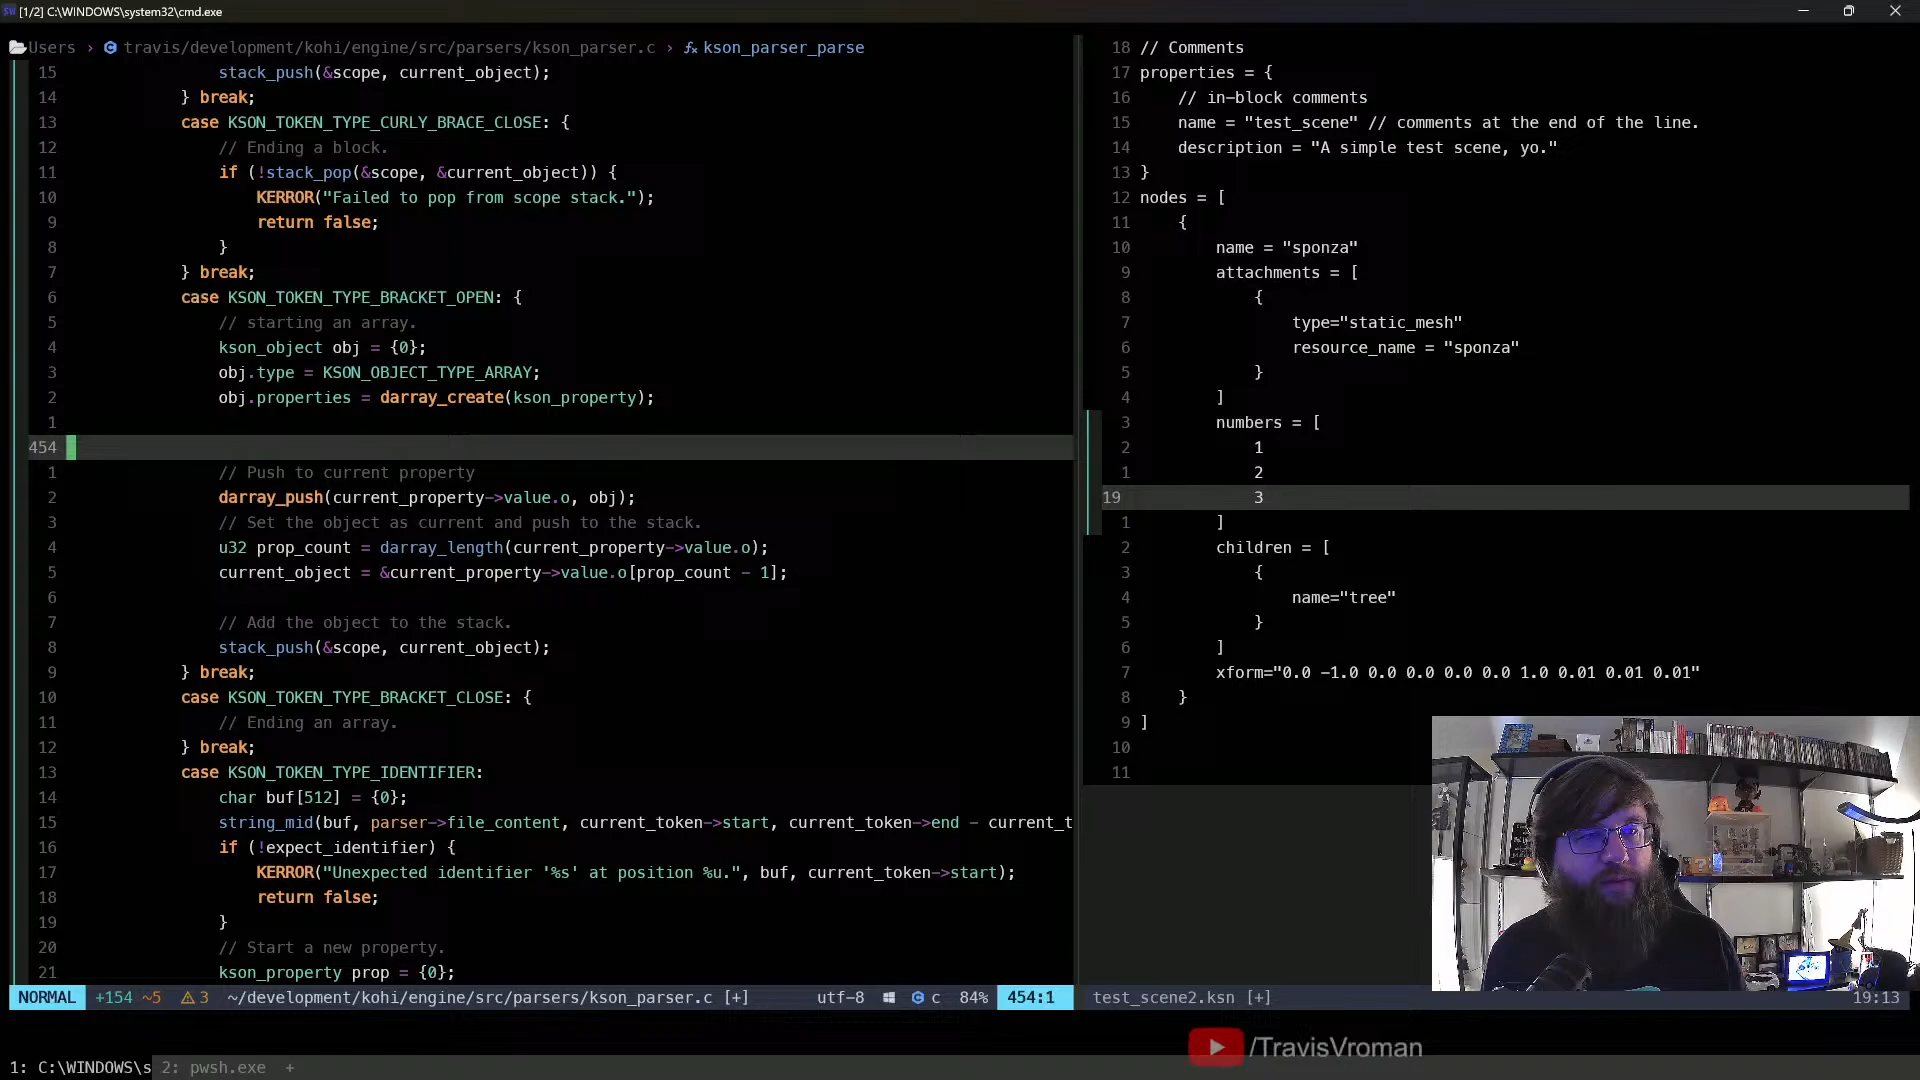 [1/2] C:\WINDOWS\system32\cmd.exe
Users › travis/development/kohi/engine/src/parsers/kson_parser.c › fx kson_parser_parse
15 stack_push(&scope, current_object);
14 } break;
13 case KSON_TOKEN_TYPE_CURLY_BRACE_CLOSE: {
12 // Ending a block.
11 if (!stack_pop(&scope, &current_object)) {
10 KERROR("Failed to pop from scope stack.");
9 return false;
8 }
7 } break;
6 case KSON_TOKEN_TYPE_BRACKET_OPEN: {
5 // starting an array.
4 kson_object obj = {0};
3 obj.type = KSON_OBJECT_TYPE_ARRAY;
2 obj.properties = darray_create(kson_property);
1
454
1 // Push to current property
2 darray_push(current_property->value.o, obj);
3 // Set the object as current and push to the stack.
4 u32 prop_count = darray_length(current_property->value.o);
5 current_object = &current_property->value.o[prop_count - 1];
6
7 // Add the object to the stack.
8 stack_push(&scope, current_object);
9 } break;
10 case KSON_TOKEN_TYPE_BRACKET_CLOSE: {
11 // Ending an array.
12 } break;
13 case KSON_TOKEN_TYPE_IDENTIFIER:
14 char buf[512] = {0};
15 string_mid(buf, parser->file_content, current_token->start, current_token->end - current_t
16 if (!expect_identifier) {
17 KERROR("Unexpected identifier '%s' at position %u.", buf, current_token->start);
18 return false;
19 }
20 // Start a new property.
21 kson_property prop = {0};
NORMAL +154 ~5 ⚠ 3 ~/development/kohi/engine/src/parsers/kson_parser.c [+] utf-8 C c 84% 454:1
18 // Comments
17 properties = {
16 // in-block comments
15 name = "test_scene" // comments at the end of the line.
14 description = "A simple test scene, yo."
13 }
12 nodes = [
11 {
10 name = "sponza"
9 attachments = [
8 {
7 type="static_mesh"
6 resource_name = "sponza"
5 }
4 ]
3 numbers = [
2 1
1 2
19 3
1 ]
2 children = [
3 {
4 name="tree"
5 }
6 ]
7 xform="0.0 -1.0 0.0 0.0 0.0 0.0 1.0 0.01 0.01 0.01"
8 }
9 ]
10
11
test_scene2.ksn [+] 19:13
/TravisVroman
1: C:\WINDOWS\s 2: pwsh.exe +